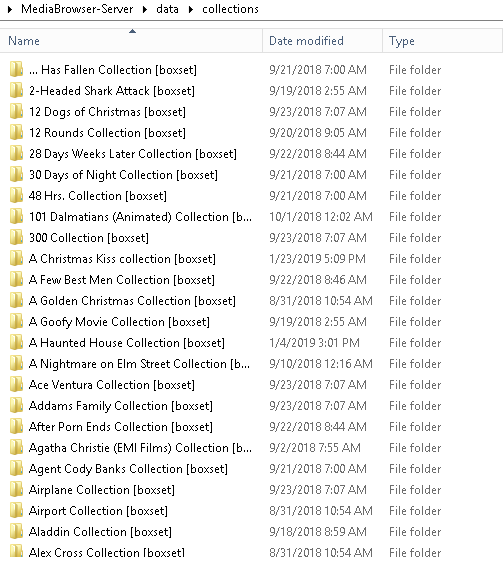 MediaBrowser-Server data collections
Name Date modified Type
... Has Fallen Collection [boxset] 9/21/2018 7:00 AM File folder
2-Headed Shark Attack [boxset] 9/19/2018 2:55 AM File folder
12 Dogs of Christmas [boxset] 9/23/2018 7:07 AM File folder
12 Rounds Collection [boxset] 9/20/2018 9:05 AM File folder
28 Days Weeks Later Collection [boxset] 9/22/2018 8:44 AM File folder
30 Days of Night Collection [boxset] 9/21/2018 7:00 AM File folder
48 Hrs. Collection [boxset] 9/21/2018 7:00 AM File folder
101 Dalmatians (Animated) Collection [b... 10/1/2018 12:02 AM File folder
300 Collection [boxset] 9/23/2018 7:07 AM File folder
A Christmas Kiss collection [boxset] 1/23/2019 5:09 PM File folder
A Few Best Men Collection [boxset] 9/22/2018 8:46 AM File folder
A Golden Christmas Collection [boxset] 8/31/2018 10:54 AM File folder
A Goofy Movie Collection [boxset] 9/19/2018 2:55 AM File folder
A Haunted House Collection [boxset] 1/4/2019 3:01 PM File folder
A Nightmare on Elm Street Collection [b... 9/10/2018 12:16 AM File folder
Ace Ventura Collection [boxset] 9/23/2018 7:07 AM File folder
Addams Family Collection [boxset] 9/23/2018 7:07 AM File folder
After Porn Ends Collection [boxset] 9/22/2018 8:44 AM File folder
Agatha Christie (EMI Films) Collection [b... 9/2/2018 7:55 AM File folder
Agent Cody Banks Collection [boxset] 9/21/2018 7:00 AM File folder
Airplane Collection [boxset] 9/23/2018 7:07 AM File folder
Airport Collection [boxset] 8/31/2018 10:54 AM File folder
Aladdin Collection [boxset] 9/18/2018 8:59 AM File folder
Alex Cross Collection [boxset] 8/31/2018 10:54 AM File folder